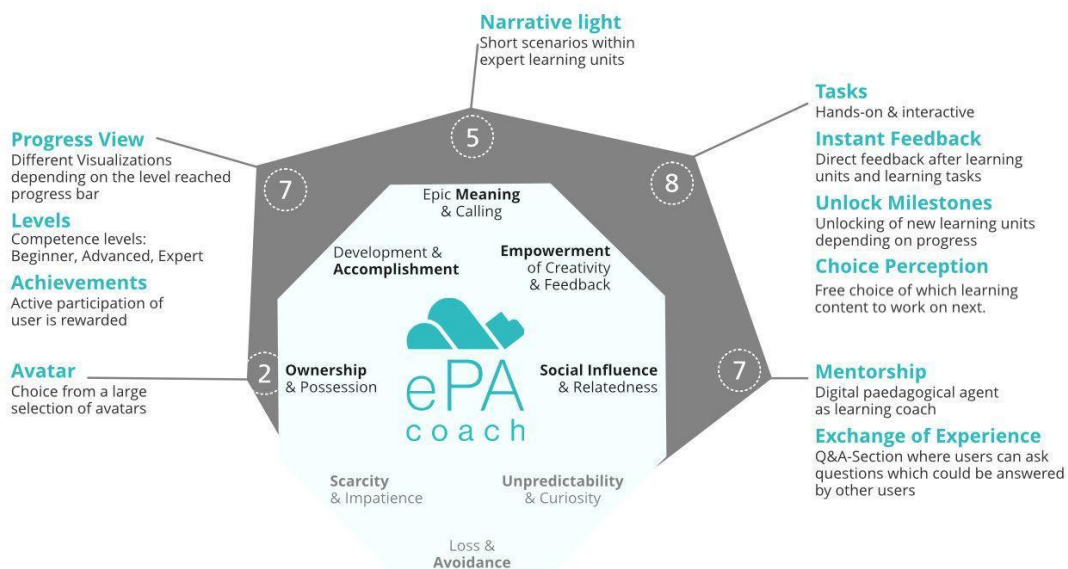 Narrative light
Short scenarios within
expert learning units
5
Progress View
Different Visualizations
depending on the level reached
progress bar
Levels
Competence levels:
Beginner, Advanced, Expert
Achievements
Active participation of
user is rewarded
7
Avatar
Choice from a large
selection of avatars
2
Tasks
Hands-on & interactive
Instant Feedback
Direct feedback after learning
units and learning tasks
Unlock Milestones
Unlocking of new learning units
depending on progress
Choice Perception
Free choice of which learning
content to work on next.
8
Mentorship
Digital paedagogical agent
as learning coach
Exchange of Experience
Q&A-Section where users can ask
questions which could be answered
by other users
7
Epic Meaning
& Calling
Development &
Accomplishment
Empowerment
of Creativity
& Feedback
Ownership
& Possession
ePA
coach
Social Influence
& Relatedness
Scarcity
& Impatience
Unpredictability
& Curiosity
Loss &
Avoidance